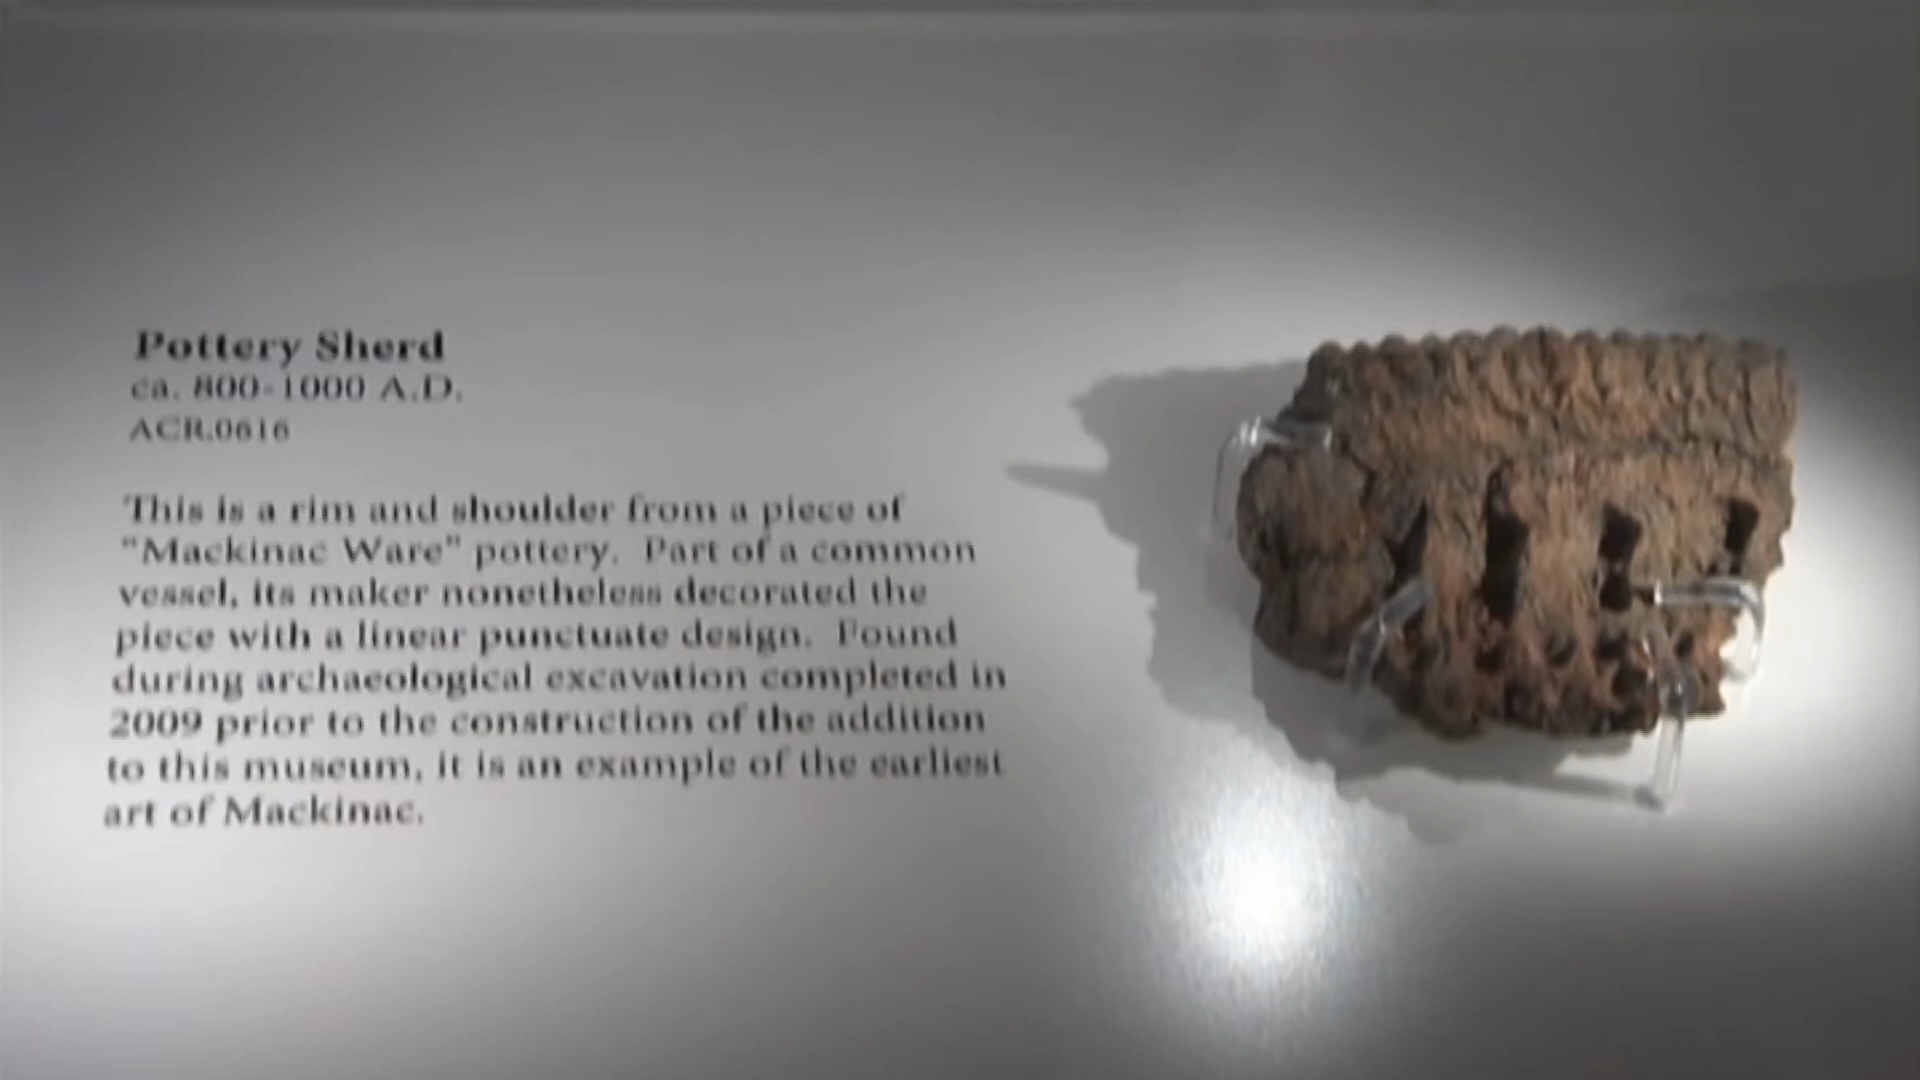 Pottery Sherd
ca. 800-1000 A.D.
ACR.0616
This is a rim and shoulder from a piece of
"Mackinac Ware" pottery. Part of a common
vessel, its maker nonetheless decorated the
piece with a linear punctuate design. Found
during archaeological excavation completed in
2009 prior to the construction of the addition
to this museum, it is an example of the earliest
art of Mackinac.